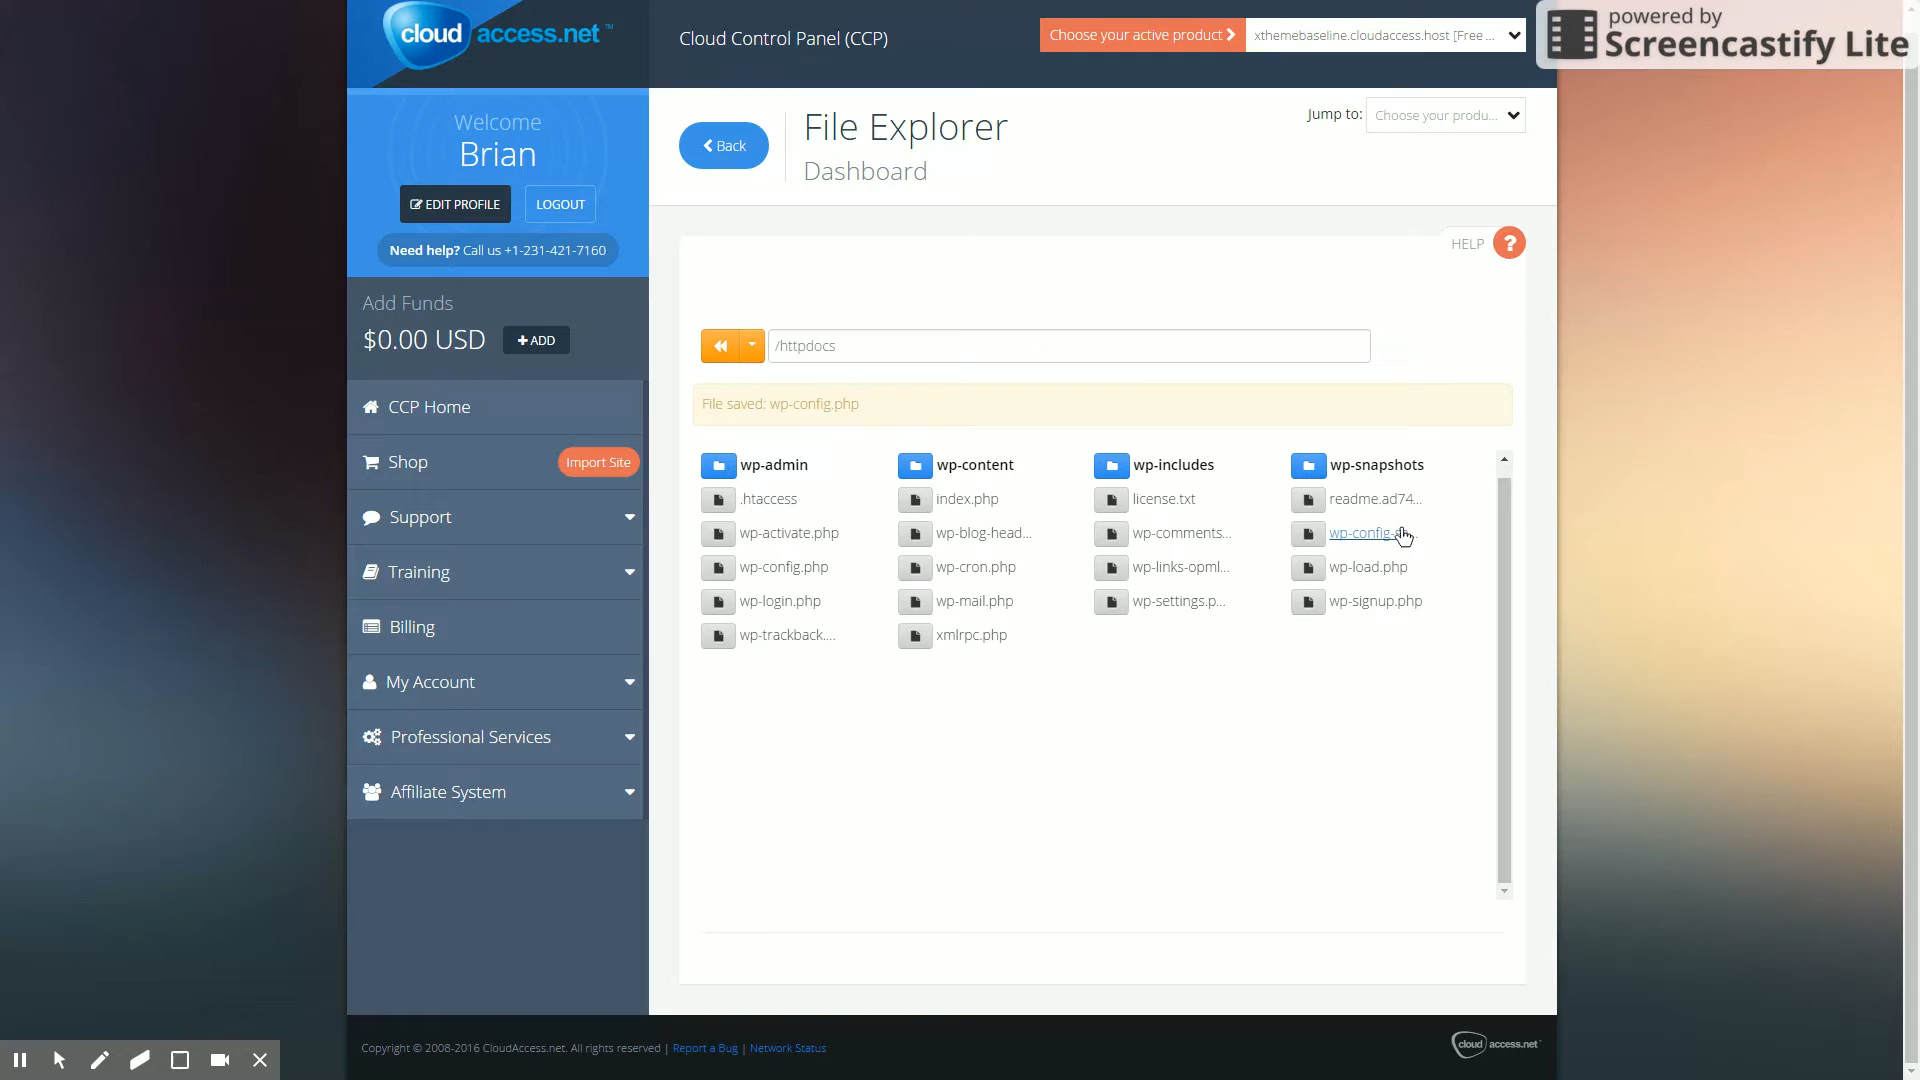 cloudaccess.net™
Cloud Control Panel (CCP)
Choose your active product
xthemebaseline.cloudaccess.host [Free ...
powered by
Screencastify Lite
Welcome
Brian
EDIT PROFILE
LOGOUT
Need help? Call us +1-231-421-7160
Back
File Explorer
Dashboard
Jump to:
Choose your produ...
HELP ?
Add Funds
$0.00 USD
+ ADD
CCP Home
Shop
Import Site
Support
Training
Billing
My Account
Professional Services
Affiliate System
/httpdocs
File saved: wp-config.php
wp-admin wp-content wp-includes wp-snapshots
.htaccess index.php license.txt readme.ad74...
wp-activate.php wp-blog-head... wp-comments... wp-config-
wp-config.php wp-cron.php wp-links-opml... wp-load.php
wp-login.php wp-mail.php wp-settings.p... wp-signup.php
wp-trackback.... xmlrpc.php
Copyright © 2008-2016 CloudAccess.net. All rights reserved | Report a Bug | Network Status
cloudaccess.net